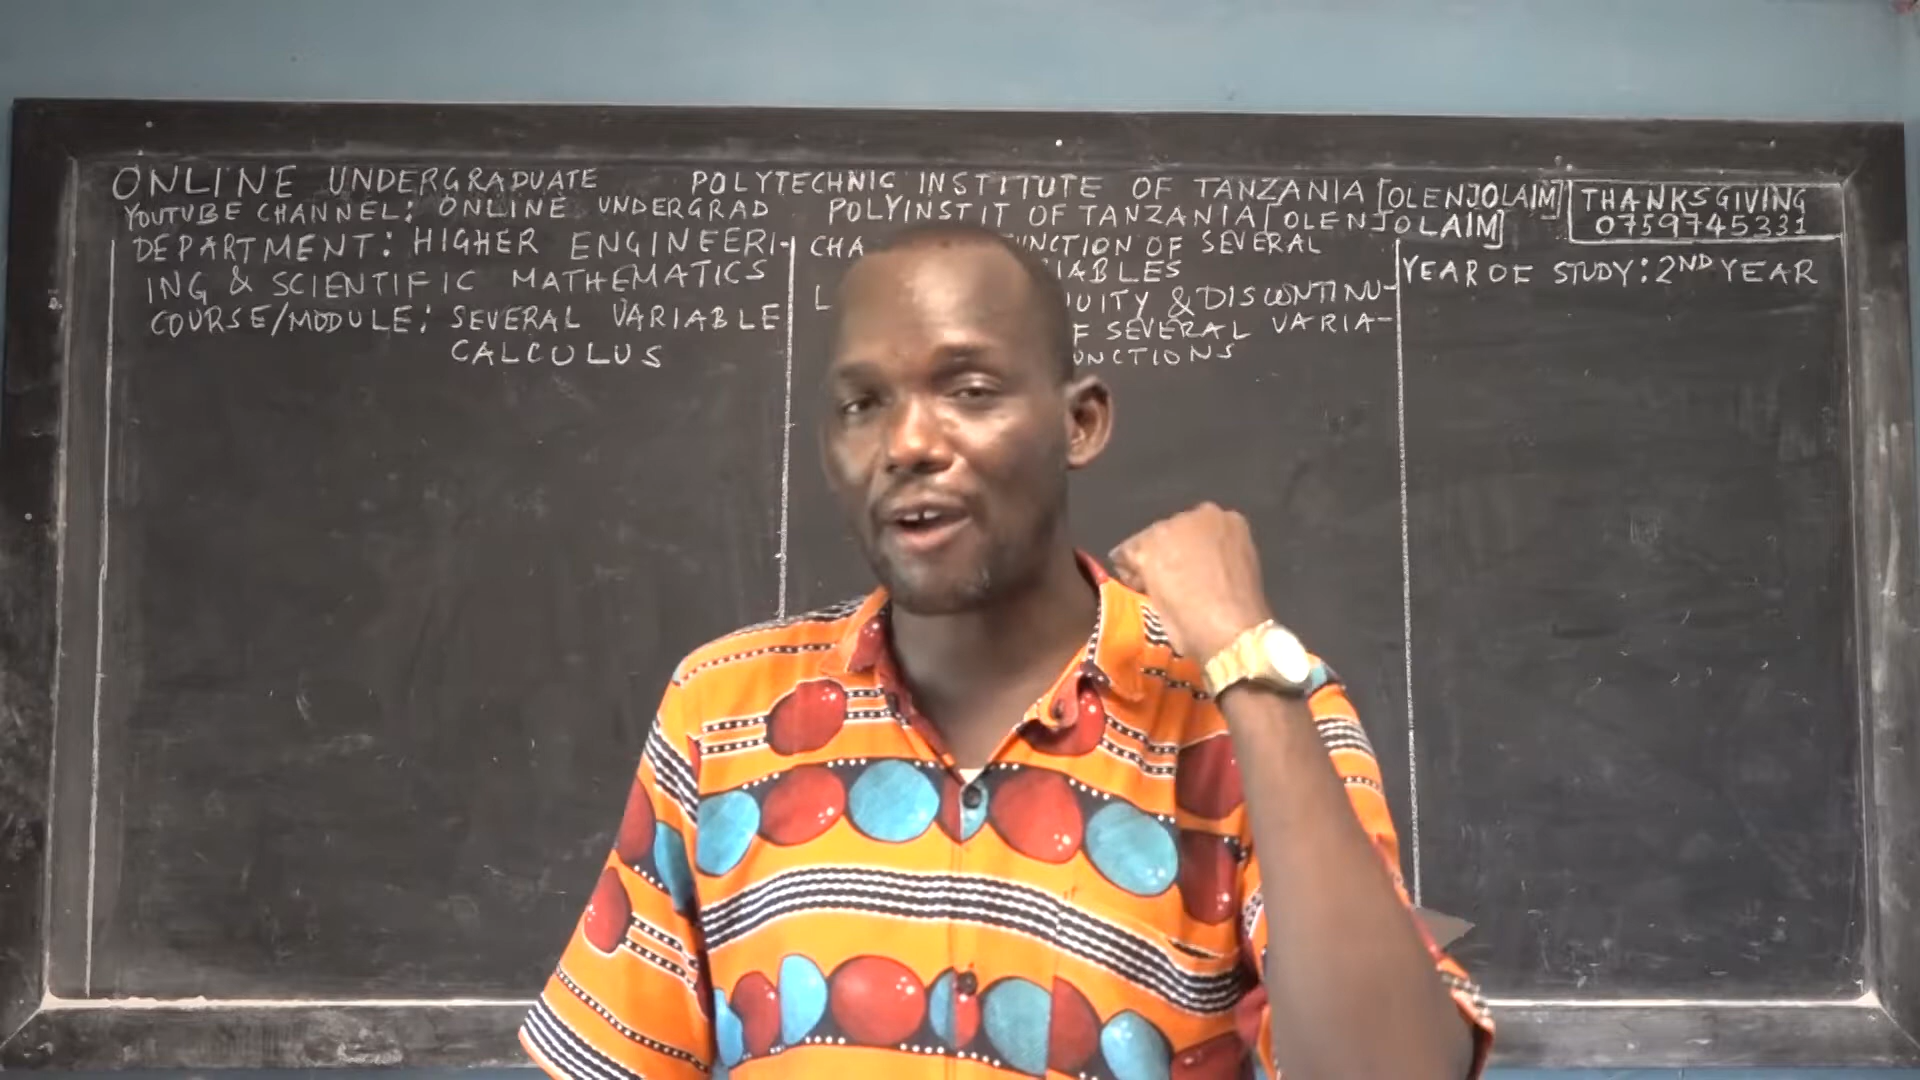 ONLINE UNDERGRADUATE POLYTECHNIC INSTITUTE OF TANZANIA [OLENJOLAIM]
YOUTUBE CHANNEL: ONLINE UNDERGRAD POLYINSTIT OF TANZANIA [OLENJOLAIM]
THANKSGIVING
0759745331
DEPARTMENT: HIGHER ENGINEERI-
ING & SCIENTIFIC MATHEMATICS
COURSE/MODULE: SEVERAL VARIABLE
CALCULUS
CHA UNCTION OF SEVERAL
IABLES
L UITY & DISCONTINU-
F SEVERAL VARIA-
UNCTIONS
YEAR OF STUDY: 2ND YEAR